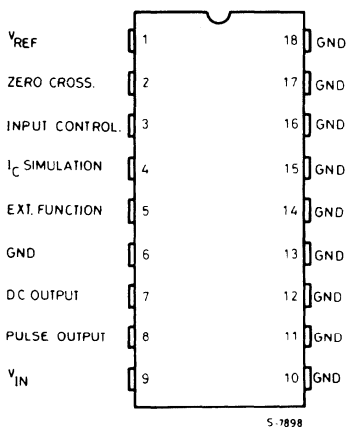 VREF 1 18 GND
ZERO CROSS. 2 17 GND
INPUT CONTROL. 3 16 GND
IC SIMULATION 4 15 GND
EXT. FUNCTION 5 14 GND
GND 6 13 GND
DC OUTPUT 7 12 GND
PULSE OUTPUT 8 11 GND
VIN 9 10 GND
S-7898